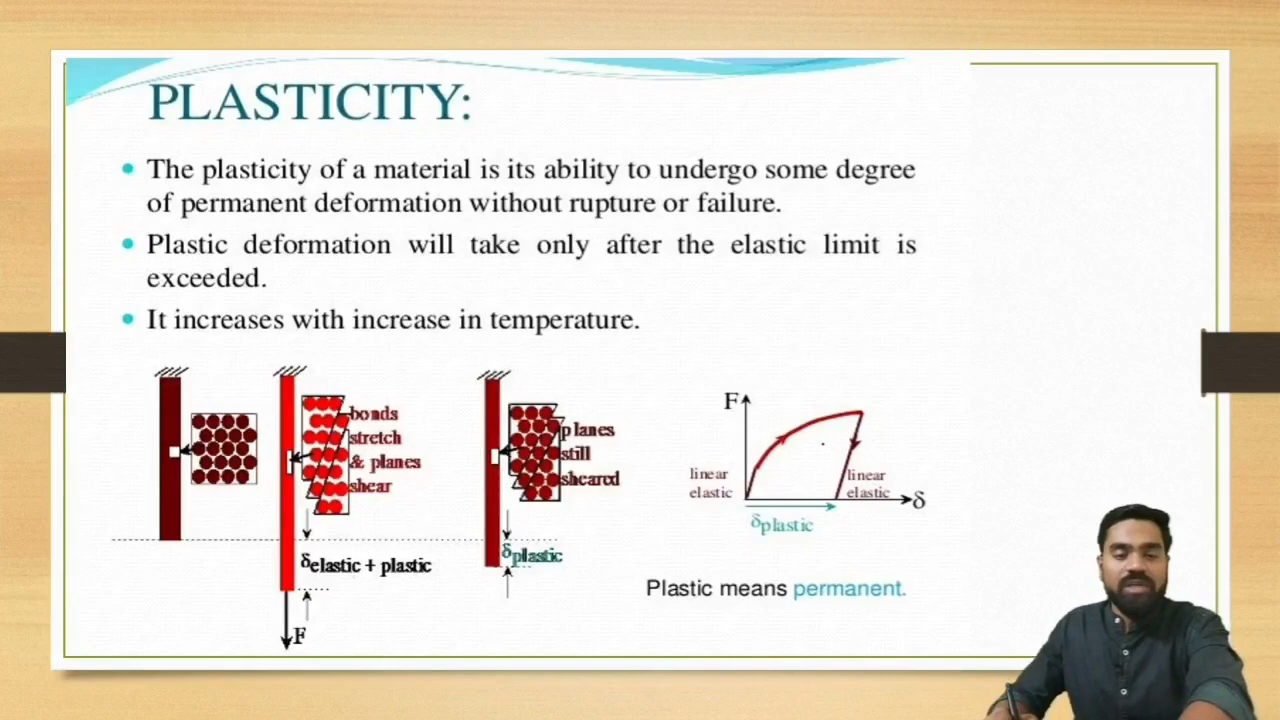 PLASTICITY:
The plasticity of a material is its ability to undergo some degree
of permanent deformation without rupture or failure.
Plastic deformation will take only after the elastic limit is
exceeded.
It increases with increase in temperature.
bonds
stretch
& planes
shear
δelastic + plastic
F
planes
still
sheared
δplastic
F
linear
elastic
linear
elastic
δ
δplastic
Plastic means permanent.